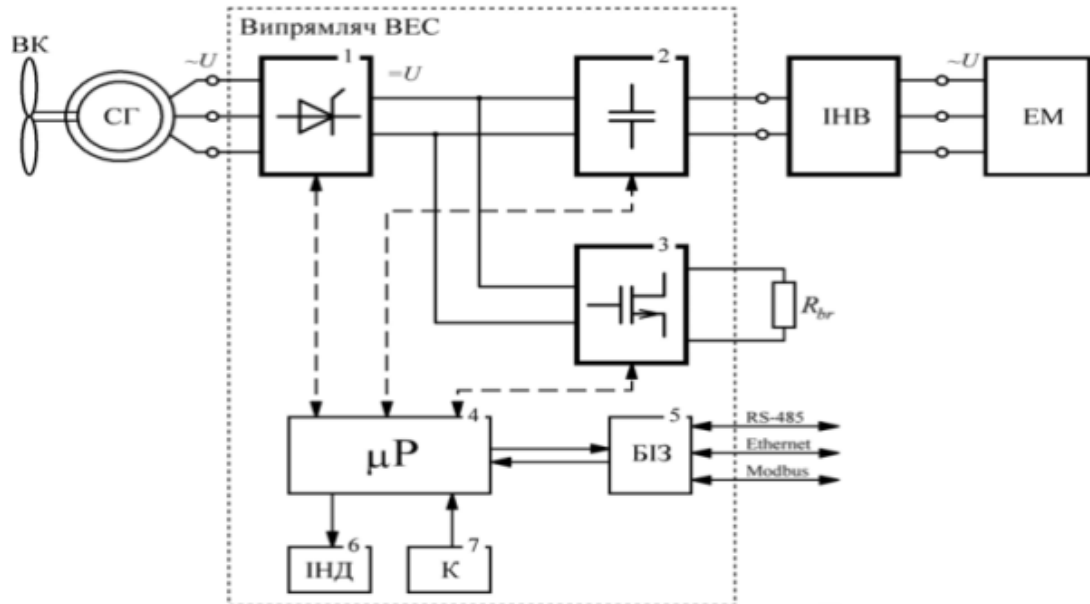 Випрямляч ВЕС
ВК
~U
1
=U
2
~U
СГ
ІНВ
ЕМ
3
R_br
4
5
RS-485
μP
БІЗ
Ethernet
Modbus
6
7
ІНД
К